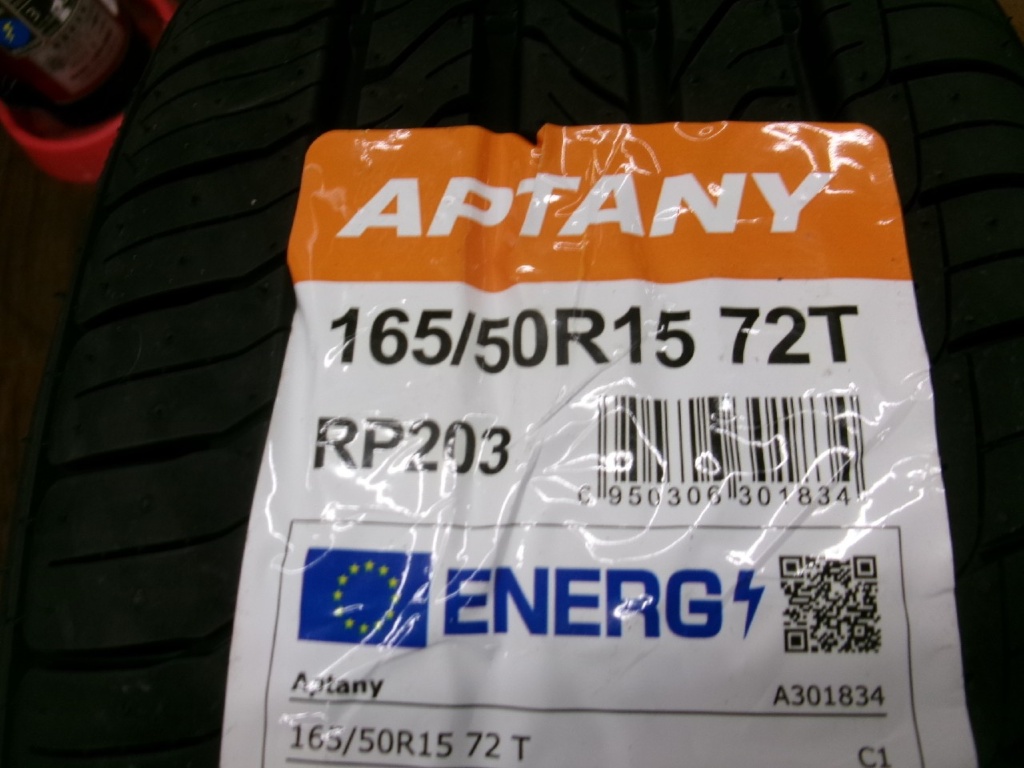 APTANY
165/50R15 72T
RP203
6 950306 301834
ENERG
Aptany A301834
165/50R15 72 T C1